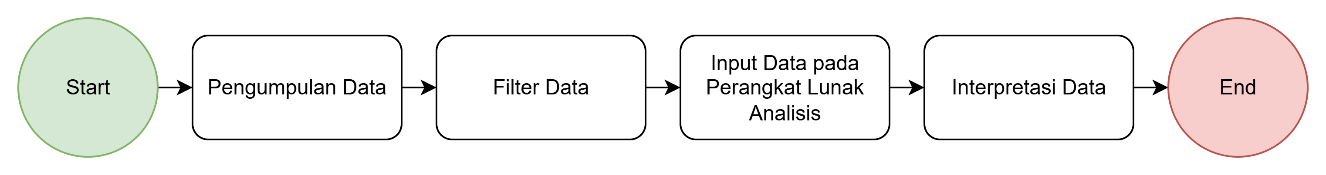 Start
Pengumpulan Data
Filter Data
Input Data pada
Perangkat Lunak
Analisis
Interpretasi Data
End